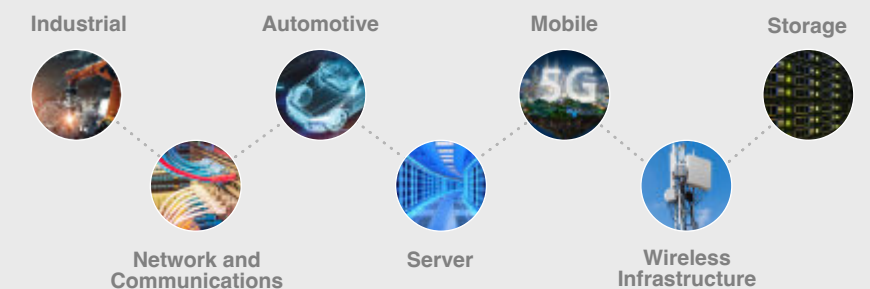 Industrial
Automotive
Mobile
Storage
5G
Network and
Communications
Server
Wireless
Infrastructure